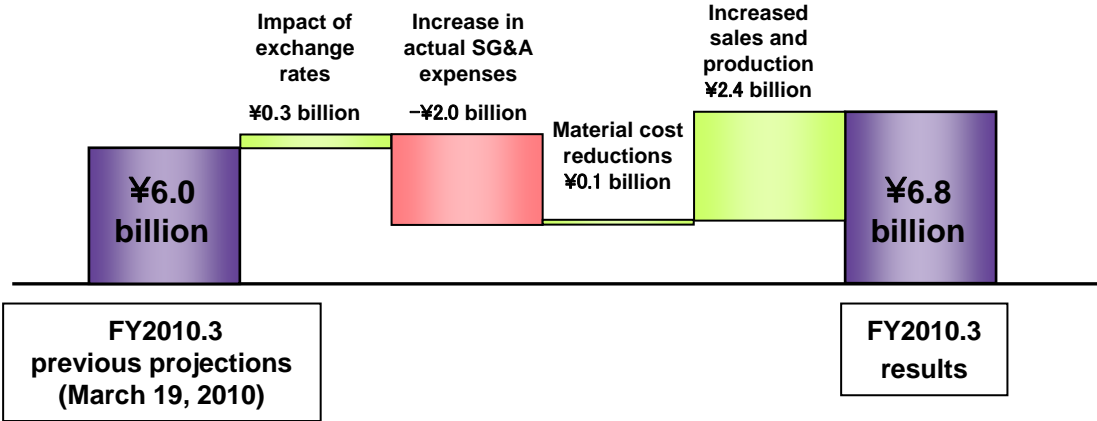 Impact of
exchange
rates
¥0.3 billion
Increase in
actual SG&A
expenses
−¥2.0 billion
Material cost
reductions
¥0.1 billion
Increased
sales and
production
¥2.4 billion
¥6.0
billion
¥6.8
billion
FY2010.3
previous projections
(March 19, 2010)
FY2010.3
results